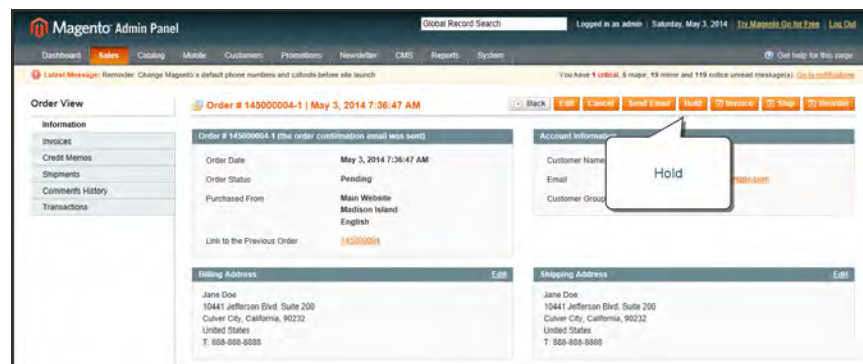 Magento Admin Panel
Global Record Search
Logged in as admin | Saturday, May 3, 2014 | Try Magento Go for Free | Log Out
Dashboard Sales Catalog Mobile Customers Promotions Newsletter CMS Reports System
Get help for this page
Latest Message: Reminder: Change Magento's default phone numbers and callouts before site launch
You have 1 critical, 5 major, 19 minor and 119 notice unread message(s). Go to notifications
Order View
Order # 145000004-1 | May 3, 2014 7:36:47 AM
Back Edit Cancel Send Email Hold Invoice Ship Reorder
Information
Invoices
Credit Memos
Shipments
Comments History
Transactions
Order # 145000004-1 (the order confirmation email was sent)
Order Date May 3, 2014 7:36:47 AM
Order Status Pending
Purchased From Main Website
Madison Island
English
Link to the Previous Order 145000004
Account Information
Customer Name
Email
Customer Group
Hold
Billing Address Edit
Jane Doe
10441 Jefferson Blvd, Suite 200
Culver City, California, 90232
United States
T: 888-888-8888
Shipping Address Edit
Jane Doe
10441 Jefferson Blvd, Suite 200
Culver City, California, 90232
United States
T: 888-888-8888